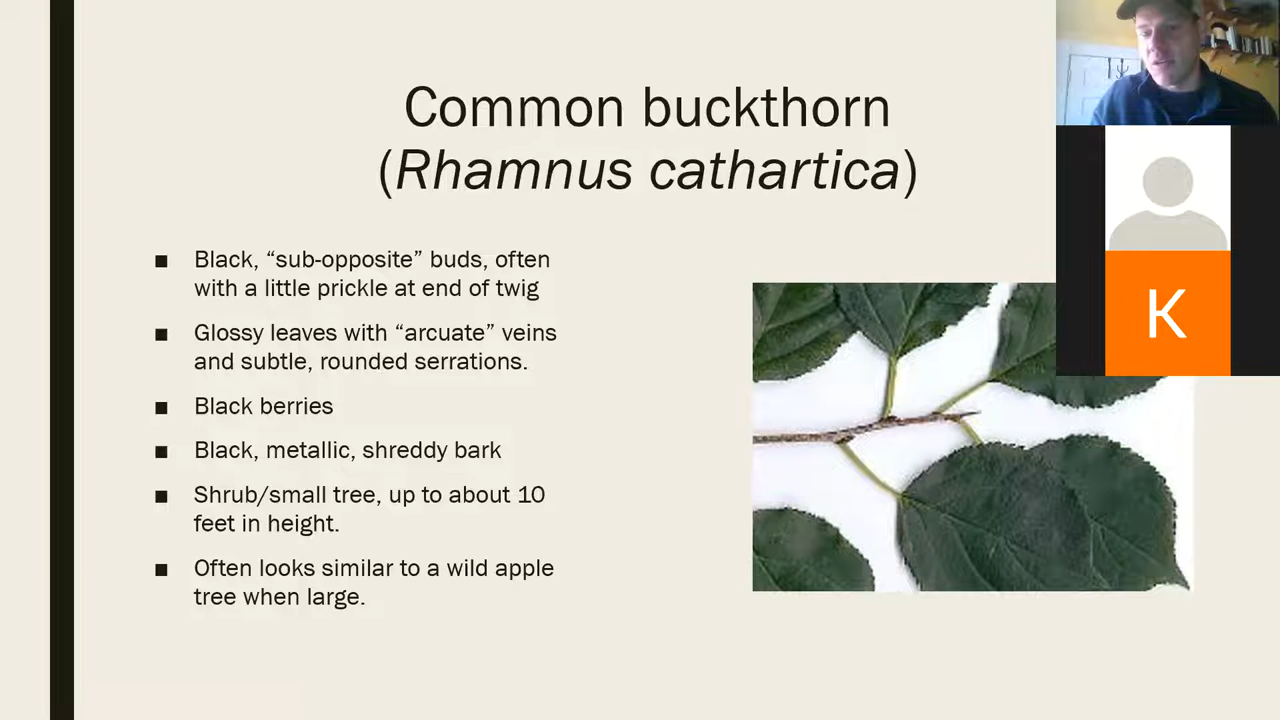 Common buckthorn
(Rhamnus cathartica)
■ Black, “sub-opposite” buds, often
with a little prickle at end of twig
■ Glossy leaves with “arcuate” veins
and subtle, rounded serrations.
■ Black berries
■ Black, metallic, shreddy bark
■ Shrub/small tree, up to about 10
feet in height.
■ Often looks similar to a wild apple
tree when large.
K